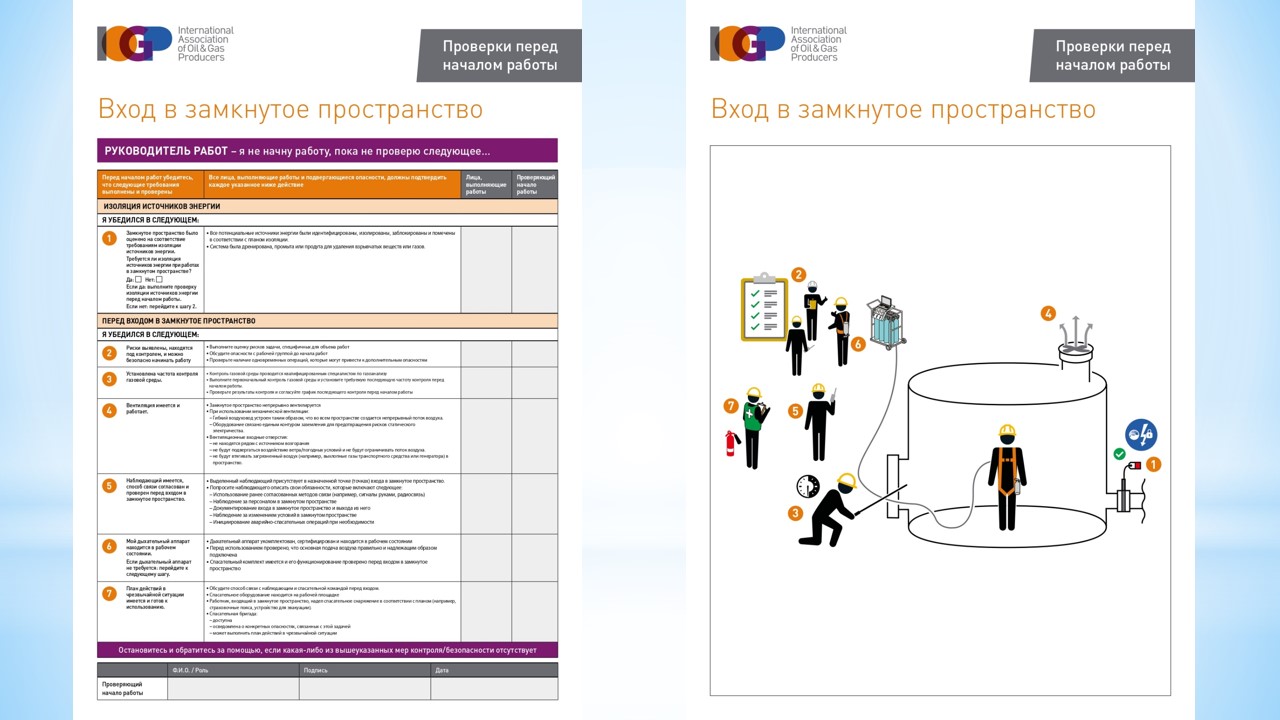 IOGP
International
Association
of Oil & Gas
Producers
Проверки перед
началом работы
Вход в замкнутое пространство
РУКОВОДИТЕЛЬ РАБОТ – я не начну работу, пока не проверю следующее...
Перед началом работ убедитесь,
что следующие требования
выполнены и проверены
Все лица, выполняющие работы и подвергающиеся опасности, должны подтвердить
каждое указанное ниже действие
Лица,
выполняющие
работы
Проверяющий
начало
работы
ИЗОЛЯЦИЯ ИСТОЧНИКОВ ЭНЕРГИИ
Я УБЕДИЛСЯ В СЛЕДУЮЩЕМ:
1
Замкнутое пространство было
оценено на соответствие
требованиям изоляции
источников энергии.
Требуется ли изоляция
источников энергии при работах
в замкнутом пространстве?
Да: Нет:
Если да: выполните проверку
изоляции источников энергии
перед началом работы.
Если нет: перейдите к шагу 2.
• Все потенциальные источники энергии были идентифицированы, изолированы, заблокированы и помечены
в соответствии с планом изоляции.
• Система была дренирована, промыта или продута для удаления взрывчатых веществ или газов.
ПЕРЕД ВХОДОМ В ЗАМКНУТОЕ ПРОСТРАНСТВО
Я УБЕДИЛСЯ В СЛЕДУЮЩЕМ:
2
Риски выявлены, находятся
под контролем, и можно
безопасно начинать работу
• Выполните оценку рисков задачи, специфичных для объема работ
• Обсудите опасности с рабочей группой до начала работ
• Проверьте наличие одновременных операций, которые могут привести к дополнительным опасностям
3
Установлена частота контроля
газовой среды.
• Контроль газовой среды проводится квалифицированным специалистом по газоанализу
• Выполните первоначальный контроль газовой среды и установите требуемую последующую частоту контроля перед
началом работы.
• Проверьте результаты контроля и согласуйте график последующего контроля перед началом работы
4
Вентиляция имеется и
работает.
• Замкнутое пространство непрерывно вентилируется
• При использовании механической вентиляции:
– Гибкий воздуховод устроен таким образом, что во всем пространстве создается непрерывный поток воздуха
– Оборудование связано единым контуром заземления для предотвращения рисков статического
электричества.
• Вентиляционные входные отверстия:
– не находятся рядом с источником возгорания
– не будут подвергаться воздействию ветра/погодных условий и не будут ограничивать поток воздуха.
– не будут втягивать загрязненный воздух (например, выхлопные газы транспортного средства или генератора) в
пространство.
5
Наблюдающий имеется,
способ связи согласован и
проверен перед входом в
замкнутое пространство.
• Выделенный наблюдающий присутствует в назначенной точке (точках) входа в замкнутое пространство.
• Попросите наблюдающего описать свои обязанности, которые включают следующее:
– Использование ранее согласованных методов связи (например, сигналы руками, радиосвязь)
– Наблюдение за персоналом в замкнутом пространстве
– Документирование входа в замкнутое пространство и выхода из него
– Наблюдение за изменением условий в замкнутом пространстве
– Инициирование аварийно-спасательных операций при необходимости
6
Мой дыхательный аппарат
находится в рабочем
состоянии.
Если дыхательный аппарат
не требуется: перейдите к
следующему шагу.
• Дыхательный аппарат укомплектован, сертифицирован и находится в рабочем состоянии
• Перед использованием проверено, что основная подача воздуха правильно и надлежащим образом
подключена
• Спасательный комплект имеется и его функционирование проверено перед входом в замкнутое
пространство
7
План действий в
чрезвычайной ситуации
имеется и готов к
использованию.
• Обсудите способ связи с наблюдающим и спасательной командой перед входом.
• Спасательное оборудование находится на рабочей площадке
• Работник, входящий в замкнутое пространство, надел спасательное снаряжение в соответствии с планом (например,
страховочные пояса, устройство для эвакуации).
• Спасательная бригада:
– доступна
– осведомлена о конкретных опасностях, связанных с этой задачей
– может выполнять план действий в чрезвычайной ситуации
Остановитесь и обратитесь за помощью, если какая-либо из вышеуказанных мер контроля/безопасности отсутствует
Ф.И.О. / Роль
Подпись
Дата
Проверяющий
начало работы
IOGP
International
Association
of Oil & Gas
Producers
Проверки перед
началом работы
Вход в замкнутое пространство
2
6
4
7
5
1
3